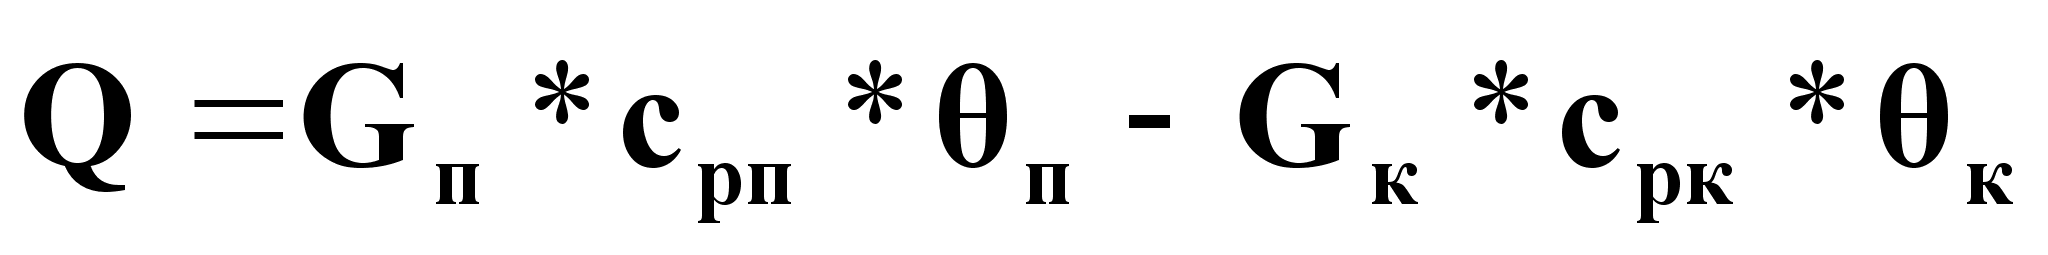 Q =Gп *cрп *θп - Gк *cрк *θк